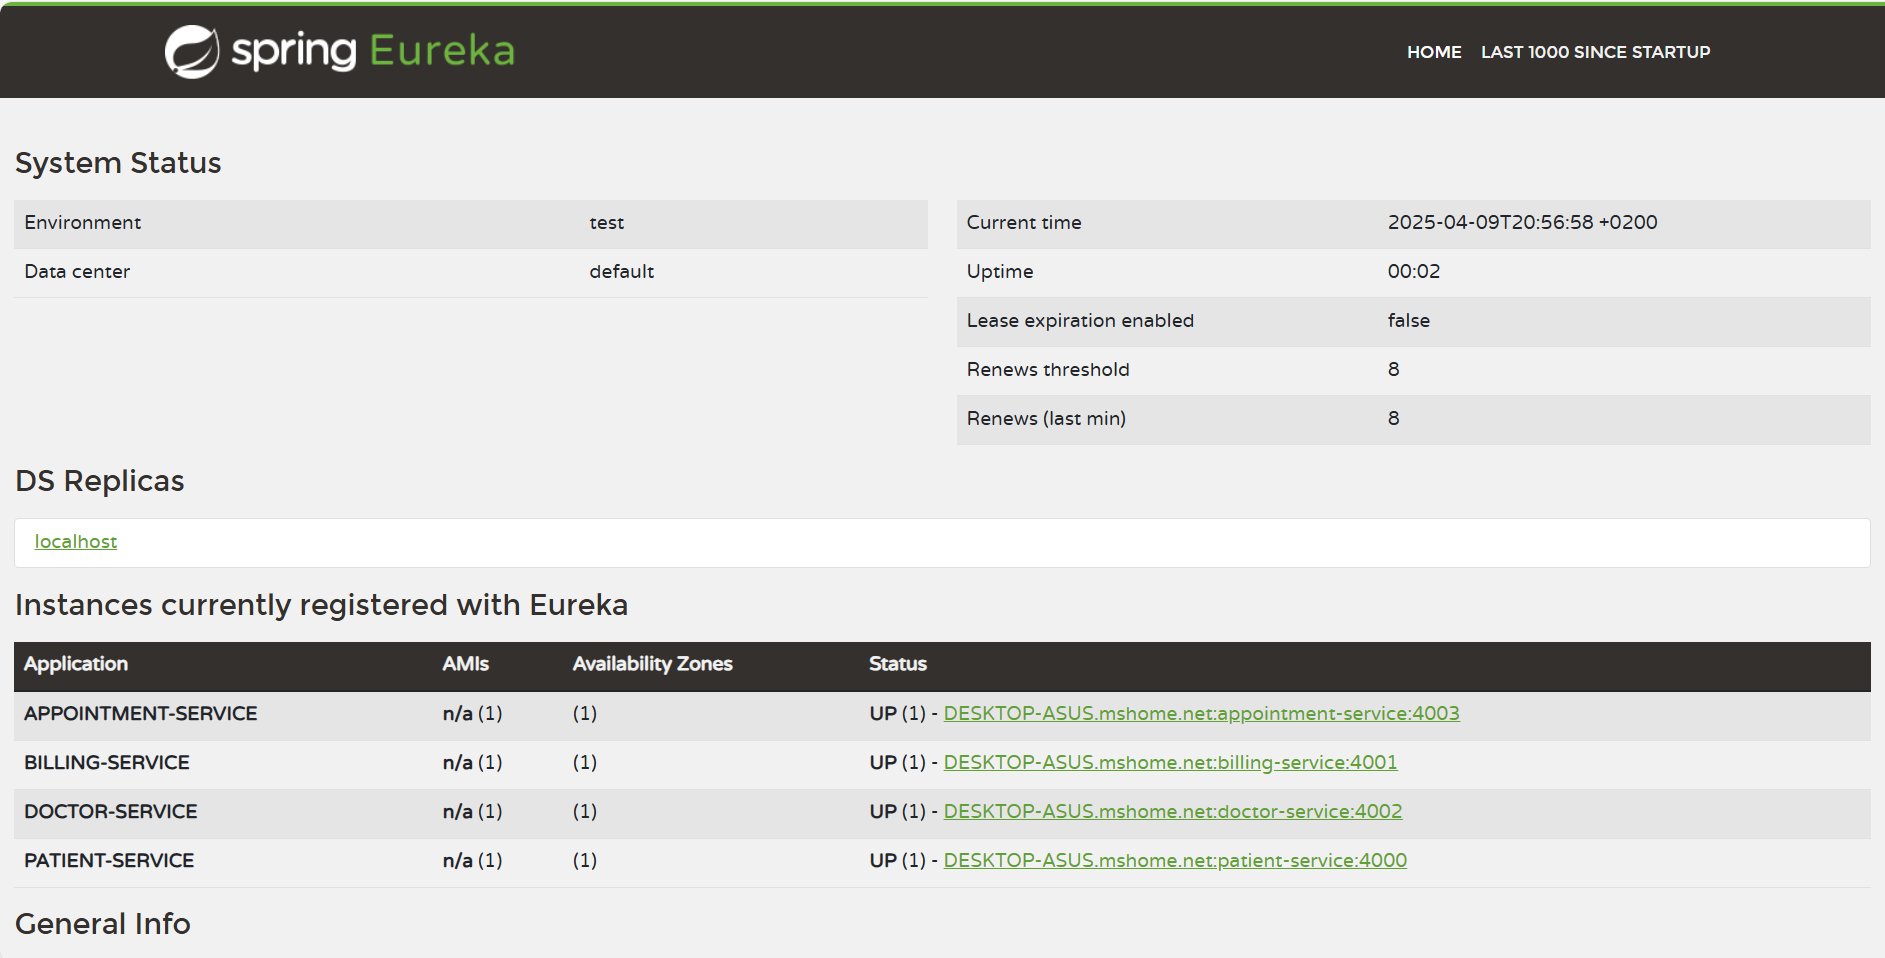 spring Eureka
HOME LAST 1000 SINCE STARTUP
System Status
Environment test
Data center default
Current time 2025-04-09T20:56:58 +0200
Uptime 00:02
Lease expiration enabled false
Renews threshold 8
Renews (last min) 8
DS Replicas
localhost
Instances currently registered with Eureka
Application AMIs Availability Zones Status
APPOINTMENT-SERVICE n/a (1) (1) UP (1) - DESKTOP-ASUS.mshome.net:appointment-service:4003
BILLING-SERVICE n/a (1) (1) UP (1) - DESKTOP-ASUS.mshome.net:billing-service:4001
DOCTOR-SERVICE n/a (1) (1) UP (1) - DESKTOP-ASUS.mshome.net:doctor-service:4002
PATIENT-SERVICE n/a (1) (1) UP (1) - DESKTOP-ASUS.mshome.net:patient-service:4000
General Info